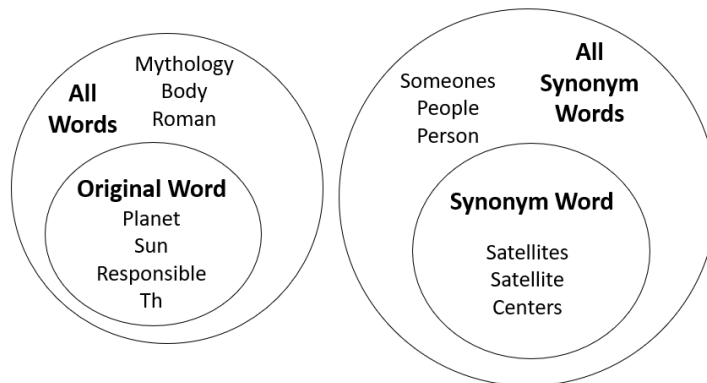 All
Words
Mythology
Body
Roman
Original Word
Planet
Sun
Responsible
Th
All
Synonym
Words
Someones
People
Person
Synonym Word
Satellites
Satellite
Centers